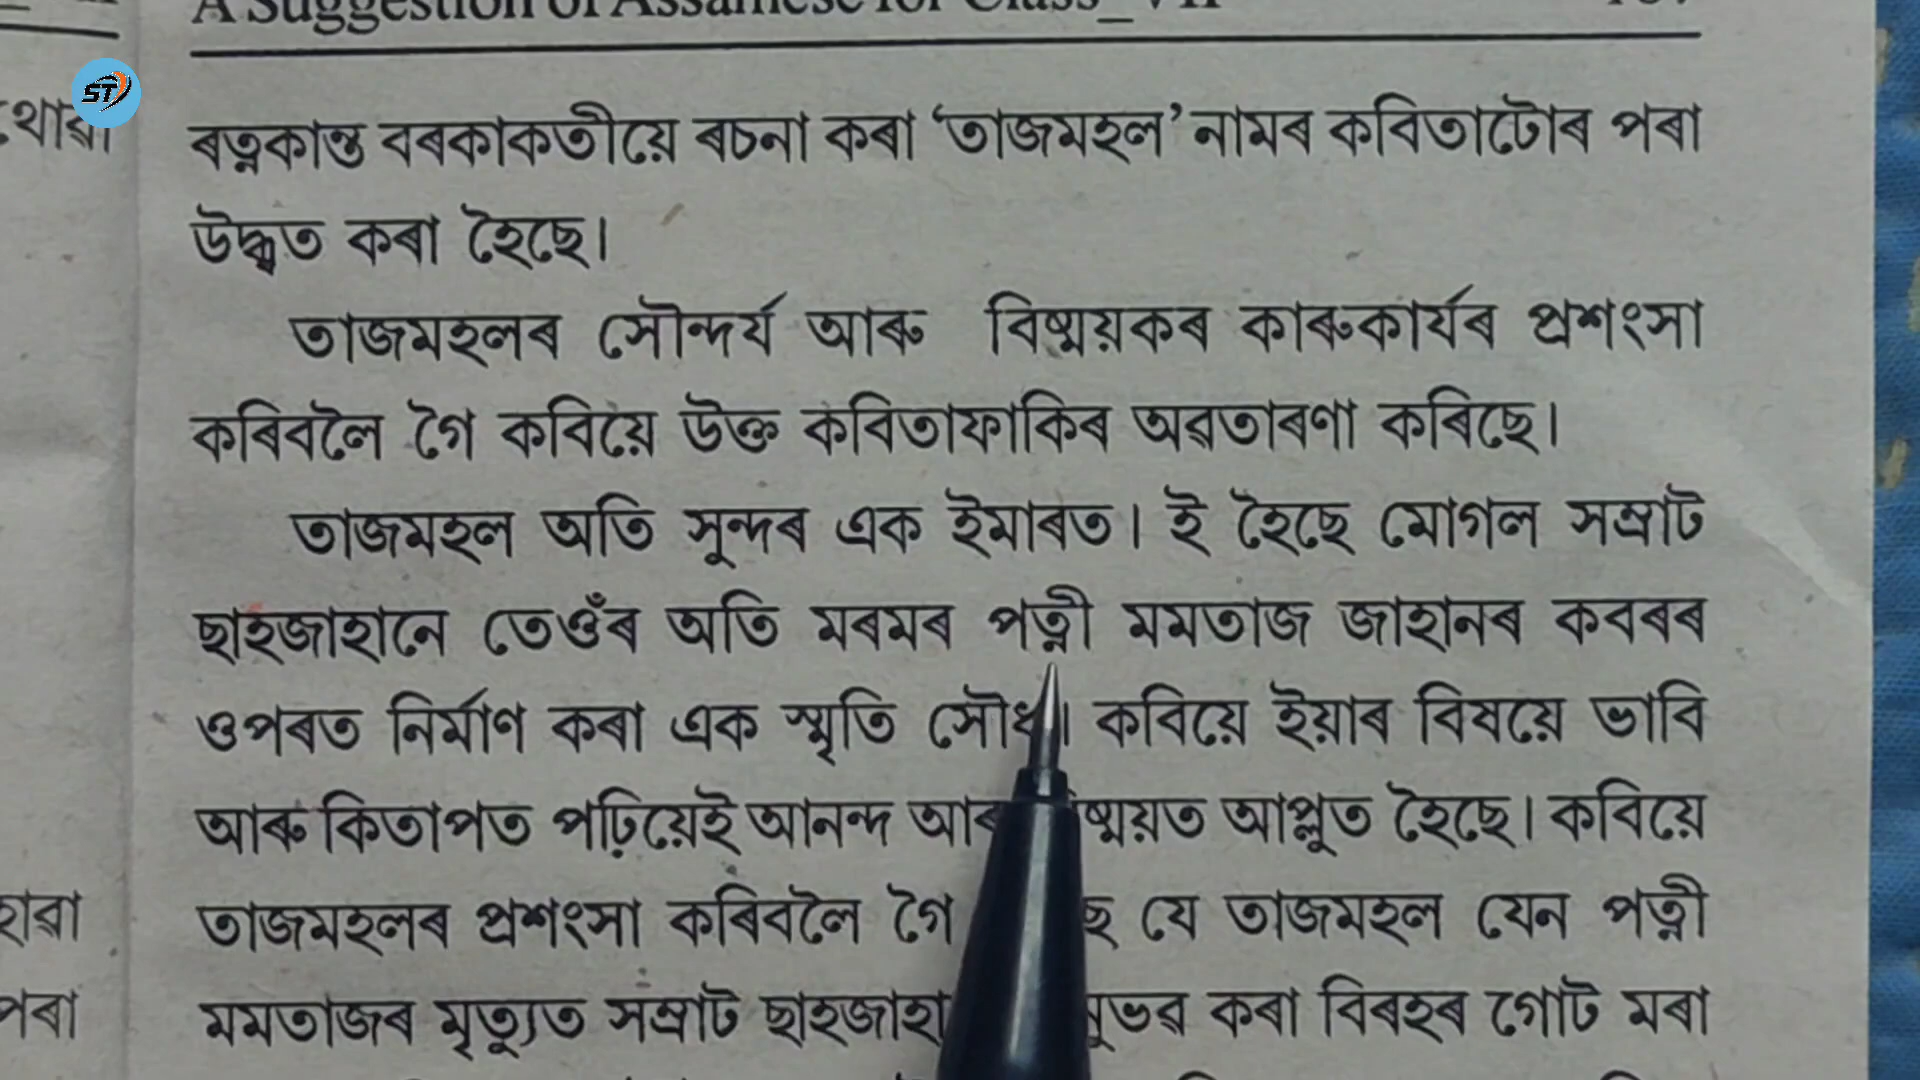 A Suggestion of Assamese for Class_VII
ST
থোৱা
ৰত্নকান্ত বৰকাকতীয়ে ৰচনা কৰা ‘তাজমহল’ নামৰ কবিতাটোৰ পৰা
উদ্ধৃত কৰা হৈছে।
তাজমহলৰ সৌন্দৰ্য আৰু বিষ্ময়কৰ কাৰুকাৰ্যৰ প্ৰশংসা
কৰিবলৈ গৈ কবিয়ে উক্ত কবিতাফাকিৰ অৱতাৰণা কৰিছে।
তাজমহল অতি সুন্দৰ এক ইমাৰত। ই হৈছে মোগল সম্ৰাট
ছাহজাহানে তেওঁৰ অতি মৰমৰ পত্নী মমতাজ জাহানৰ কবৰৰ
ওপৰত নিৰ্মাণ কৰা এক স্মৃতি সৌধ। কবিয়ে ইয়াৰ বিষয়ে ভাবি
আৰু কিতাপত পঢ়িয়েই আনন্দ আৰু ষ্ময়ত আপ্লুত হৈছে। কবিয়ে
হাৱা
তাজমহলৰ প্ৰশংসা কৰিবলৈ গৈ ছে যে তাজমহল যেন পত্নী
পৰা
মমতাজৰ মৃত্যুত সম্ৰাট ছাহজাহা ভৱ কৰা বিৰহৰ গোট মৰা